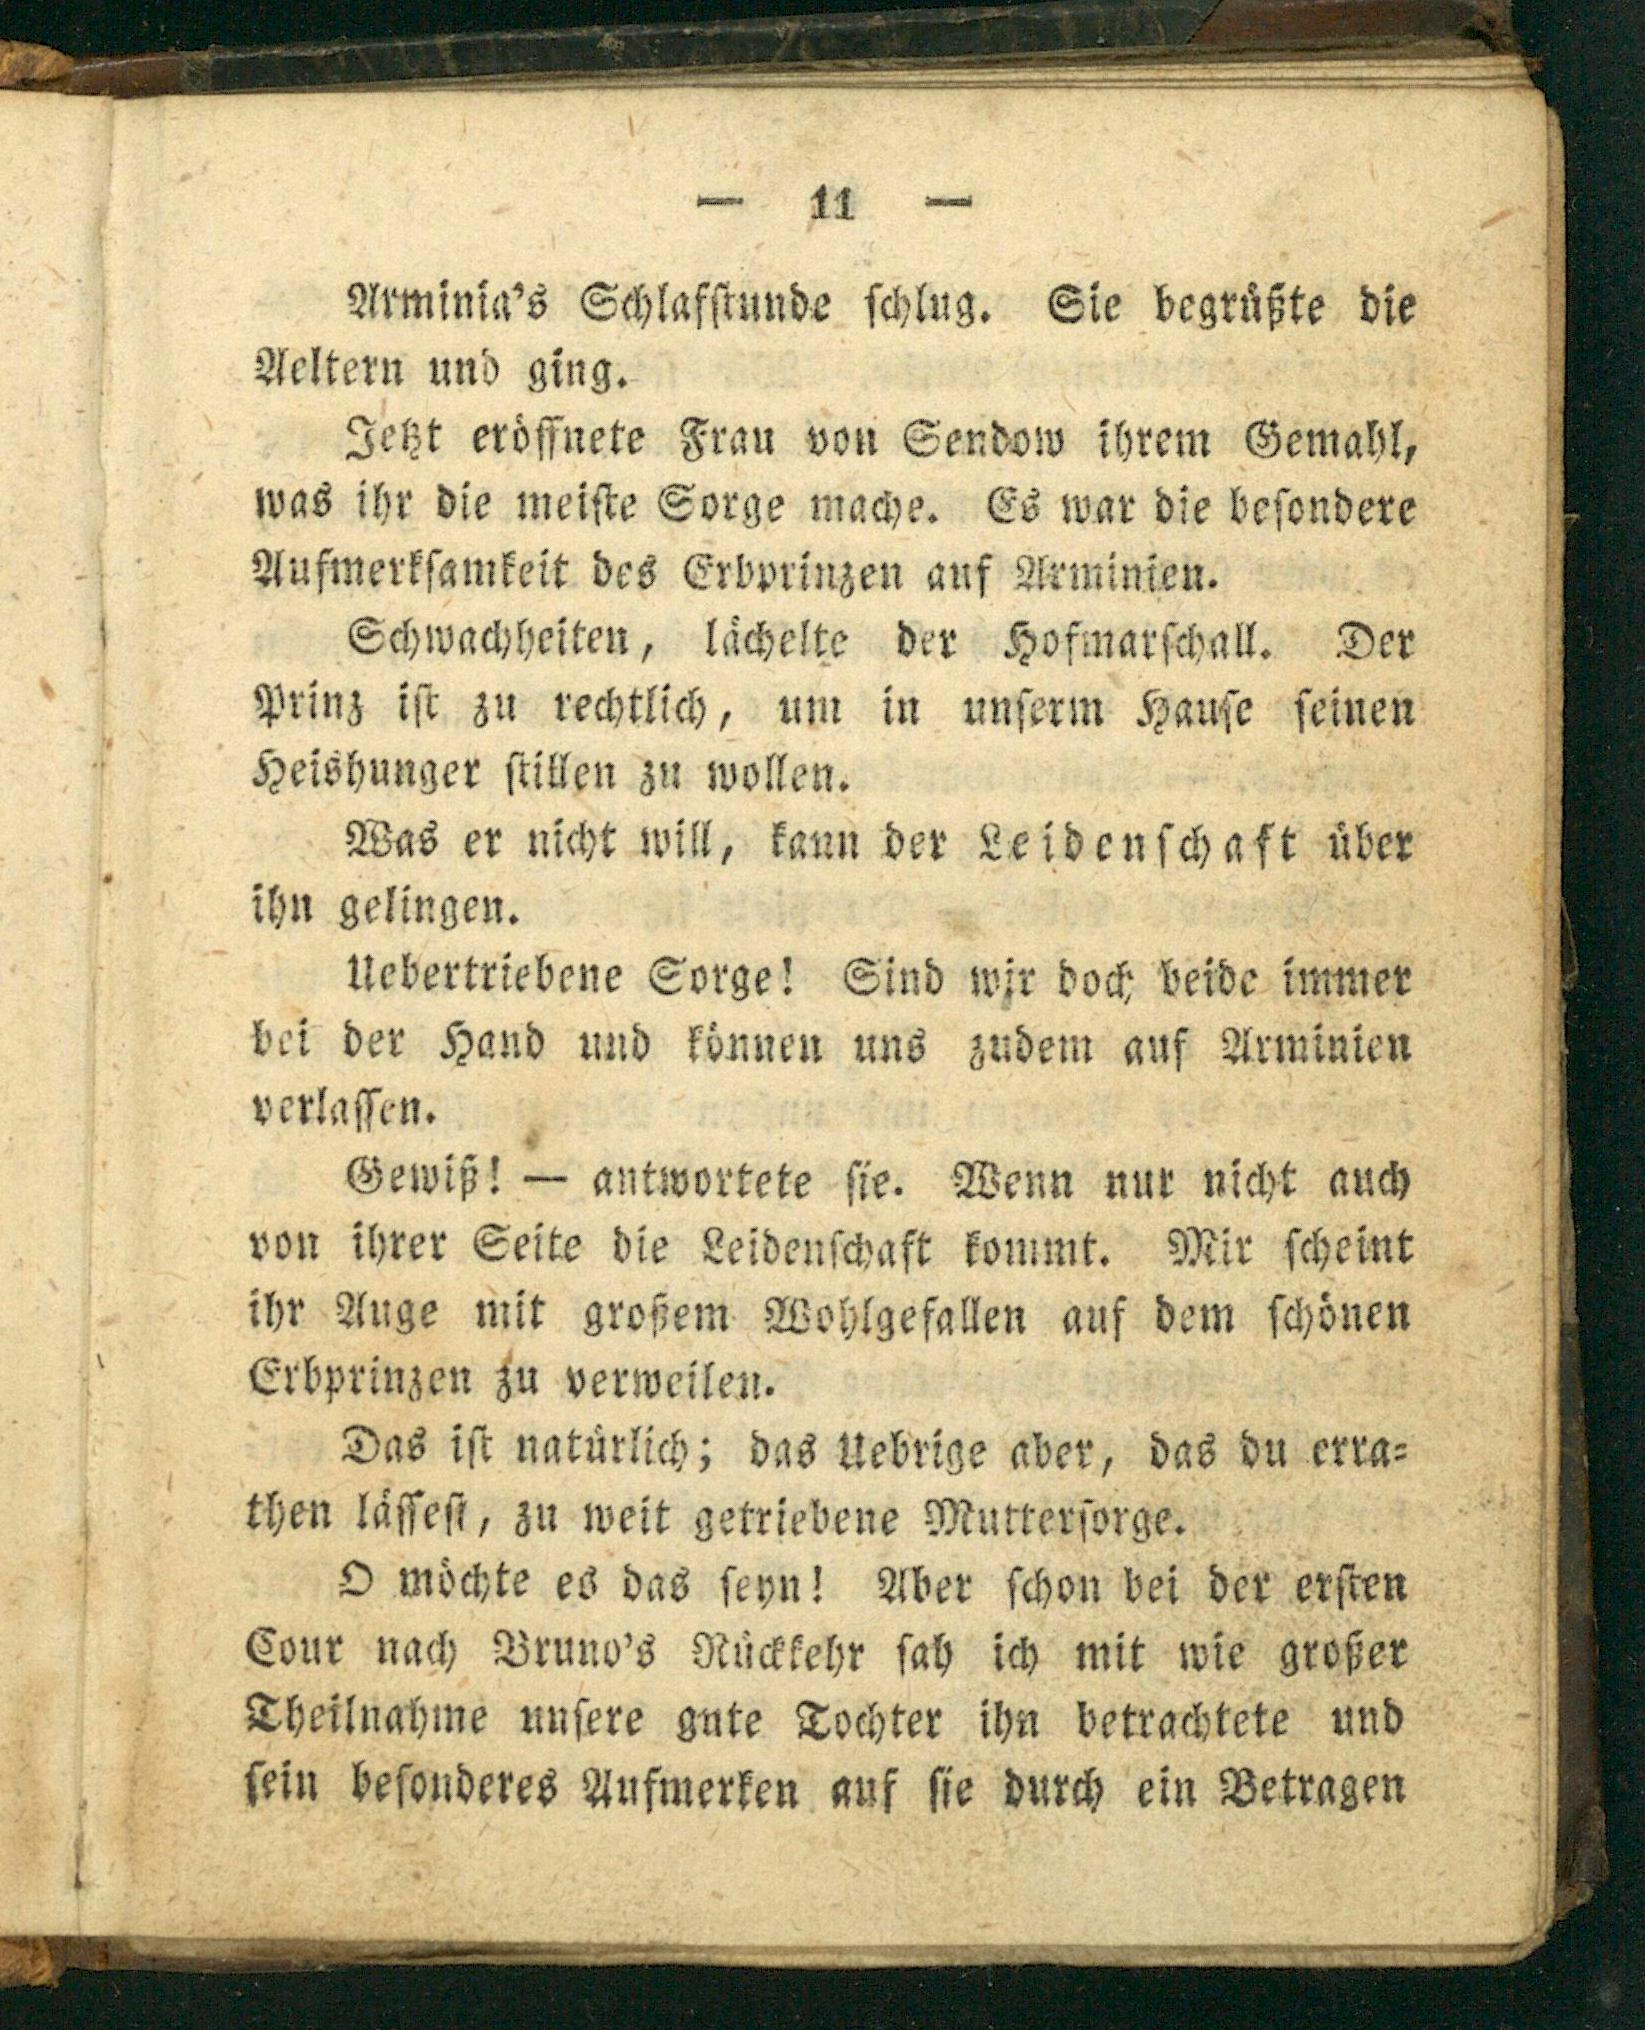 — 11 —
Arminia's Schlafstunde schlug. Sie begrüßte die
Aeltern und ging.
Jetzt eröffnete Frau von Sendow ihrem Gemahl,
was ihr die meiste Sorge mache. Es war die besondere
Aufmerksamkeit des Erbprinzen auf Arminien.
Schwachheiten, lächelte der Hofmarschall. Der
Prinz ist zu rechtlich, um in unserm Hause seinen
Heishunger stillen zu wollen.
Was er nicht will, kann der Leidenschaft über
ihn gelingen.
Uebertriebene Sorge! Sind wir doch beide immer
bei der Hand und können uns zudem auf Arminien
verlassen.
Gewiß! — antwortete sie. Wenn nur nicht auch
von ihrer Seite die Leidenschaft kommt. Mir scheint
ihr Auge mit großem Wohlgefallen auf dem schönen
Erbprinzen zu verweilen.
Das ist natürlich; das Uebrige aber, das du erra-
then lässest, zu weit getriebene Muttersorge.
O möchte es das seyn! Aber schon bei der ersten
Cour nach Bruno's Rückkehr sah ich mit wie großer
Theilnahme unsere gute Tochter ihn betrachtete und
sein besonderes Aufmerken auf sie durch ein Betragen